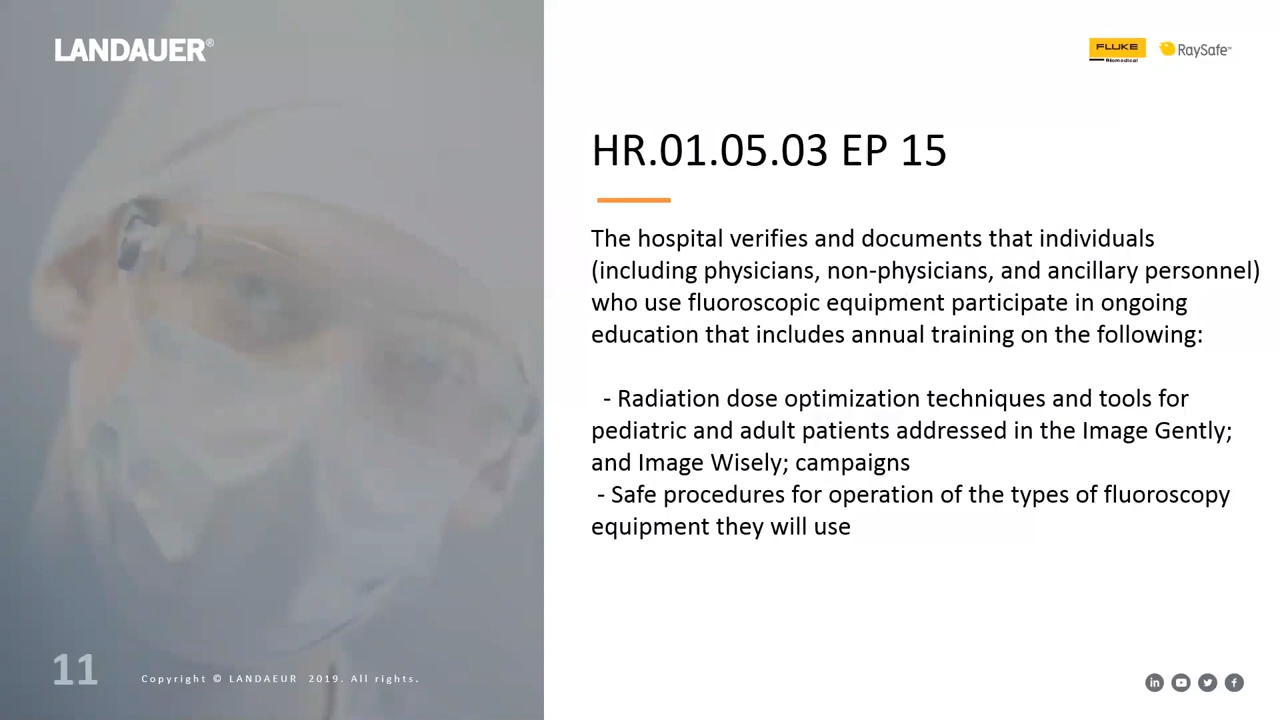 LANDAUER®
FLUKE
Biomedical
RaySafe™
HR.01.05.03 EP 15
The hospital verifies and documents that individuals
(including physicians, non-physicians, and ancillary personnel)
who use fluoroscopic equipment participate in ongoing
education that includes annual training on the following:
- Radiation dose optimization techniques and tools for
pediatric and adult patients addressed in the Image Gently;
and Image Wisely; campaigns
- Safe procedures for operation of the types of fluoroscopy
equipment they will use
11
Copyright © LANDAEUR 2019. All rights.